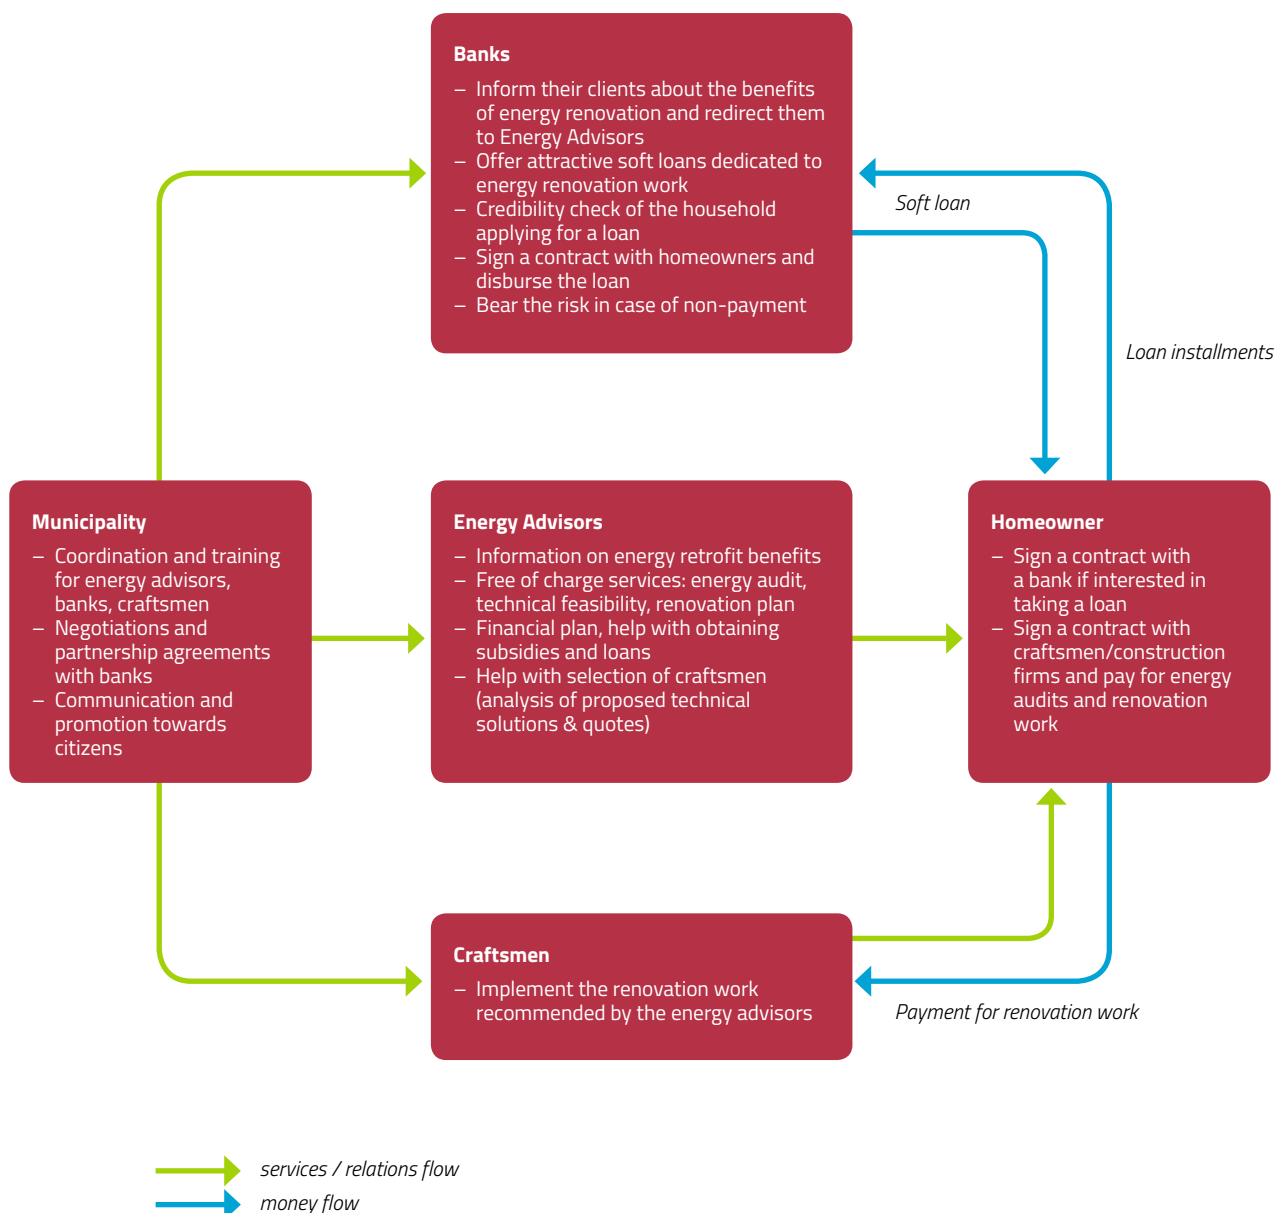 Banks
– Inform their clients about the benefits
of energy renovation and redirect them
to Energy Advisors
– Offer attractive soft loans dedicated to
energy renovation work
– Credibility check of the household
applying for a loan
– Sign a contract with homeowners and
disburse the loan
– Bear the risk in case of non-payment
Soft loan
Loan installments
Municipality
– Coordination and training
for energy advisors,
banks, craftsmen
– Negotiations and
partnership agreements
with banks
– Communication and
promotion towards
citizens
Energy Advisors
– Information on energy retrofit benefits
– Free of charge services: energy audit,
technical feasibility, renovation plan
– Financial plan, help with obtaining
subsidies and loans
– Help with selection of craftsmen
(analysis of proposed technical
solutions & quotes)
Homeowner
– Sign a contract with
a bank if interested in
taking a loan
– Sign a contract with
craftsmen/construction
firms and pay for energy
audits and renovation
work
Craftsmen
– Implement the renovation work
recommended by the energy advisors
Payment for renovation work
services / relations flow
money flow